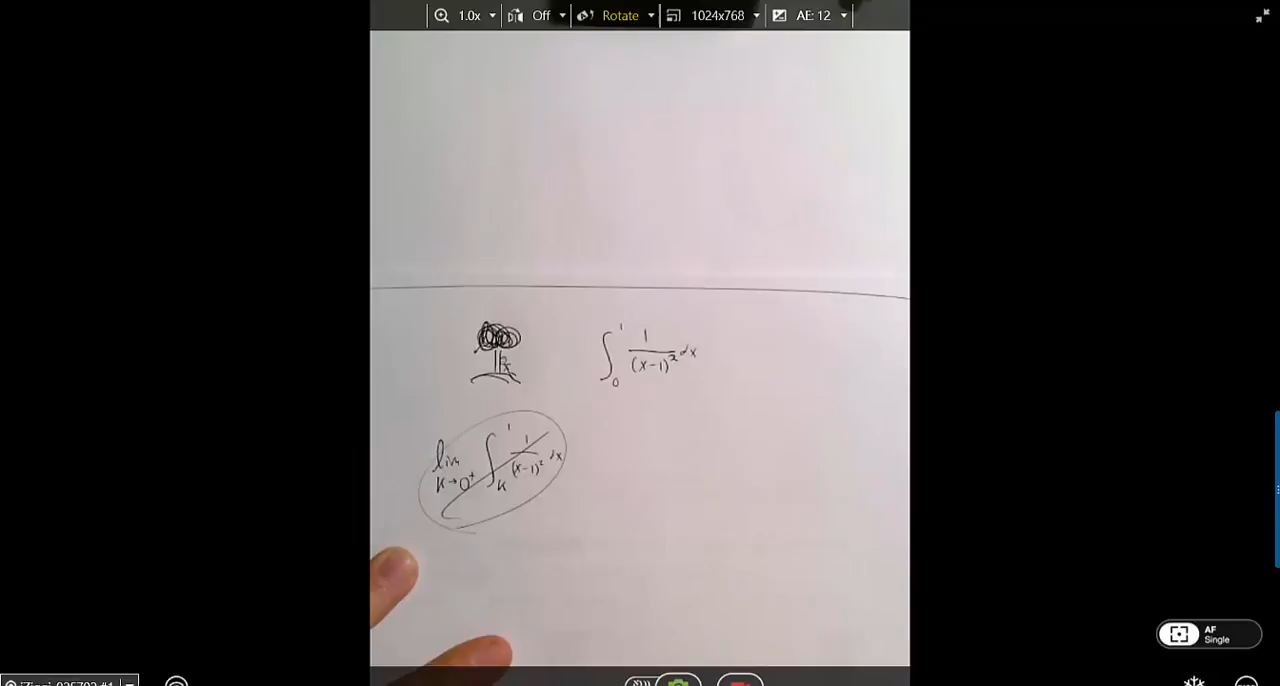 1.0x Off Rotate 1024x768 AE: 12
∫₀¹ 1/(x-1)² dx
lim k→0⁺ ∫ₖ¹ 1/(x-1)² dx
AF
Single